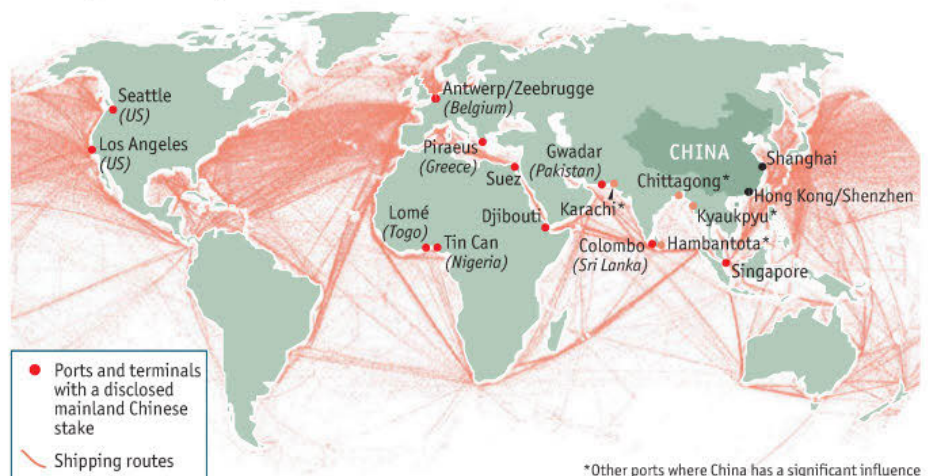 Seattle
(US)
Los Angeles
(US)
Antwerp/Zeebrugge
(Belgium)
Piraeus
(Greece)
Suez
Gwadar
(Pakistan)
Karachi*
CHINA
Shanghai
Chittagong*
Hong Kong/Shenzhen
Kyaukpyu*
Lomé
(Togo)
Tin Can
(Nigeria)
Djibouti
Colombo
(Sri Lanka)
Hambantota*
Singapore
Ports and terminals
with a disclosed
mainland Chinese
stake
Shipping routes
*Other ports where China has a significant influence